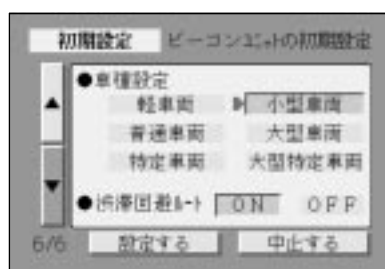 初期設定 ビーコンユニットの初期設定
●車種設定
軽車両 小型車両
普通車両 大型車両
特定車両 大型特定車両
●渋滞回避ルート ON OFF
6/6 設定する 中止する